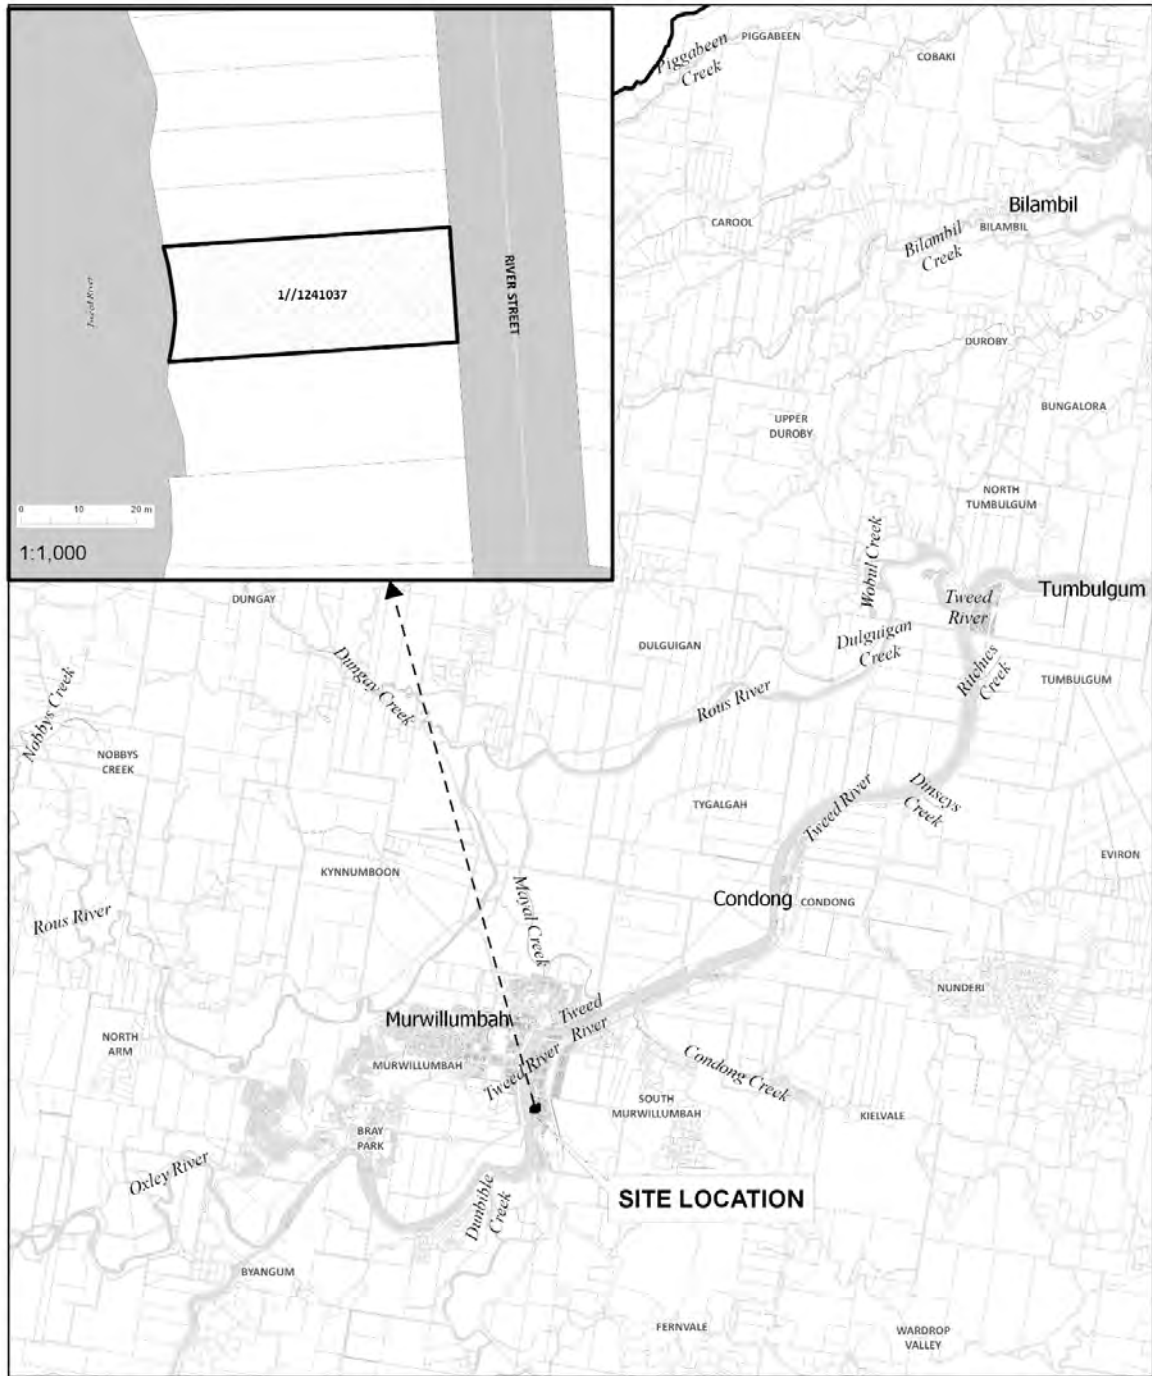 PIGGABEEN
Piggabeen
Creek
COBAKI
Bilambil
BILAMBIL
CAROOL
Bilambil
Creek
Tweed River
1//1241037
RIVER STREET
DUROBY
BUNGALORA
UPPER
DUROBY
NORTH
TUMBULGUM
0 10 20 m
1:1,000
Wobul Creek
Tumbulgum
Tweed
River
DUNGAY
DULGUIGAN
Dulguigan
Creek
Ritchies
Creek
TUMBULGUM
Dungay Creek
Nobbys Creek
Rous River
NOBBYS
CREEK
Dinseys
Creek
TYGALGAH
Tweed River
EVIRON
KYNNUMBOON
Mayal Creek
Condong
CONDONG
Rous River
NUNDERI
Murwillumbah
Tweed
River
NORTH
ARM
MURWILLUMBAH
Tweed River
Condong Creek
SOUTH
MURWILLUMBAH
KIELVALE
BRAY
PARK
Oxley River
Dunbible
Creek
SITE LOCATION
BYANGUM
FERNVALE
WARDROP
VALLEY